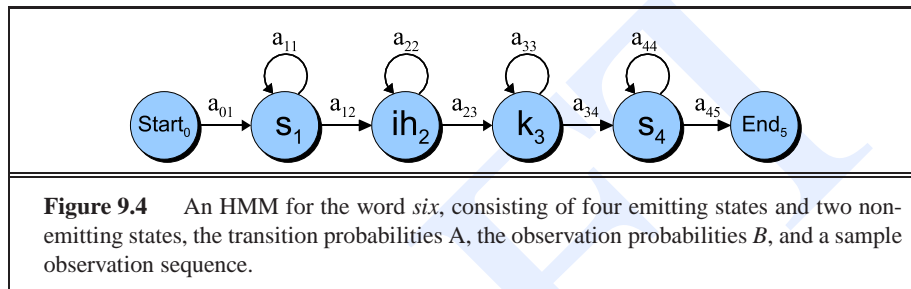 a11 a22 a33 a44
Start0 a01 s1 a12 ih2 a23 k3 a34 s4 a45 End5
Figure 9.4 An HMM for the word six, consisting of four emitting states and two non-
emitting states, the transition probabilities A, the observation probabilities B, and a sample
observation sequence.